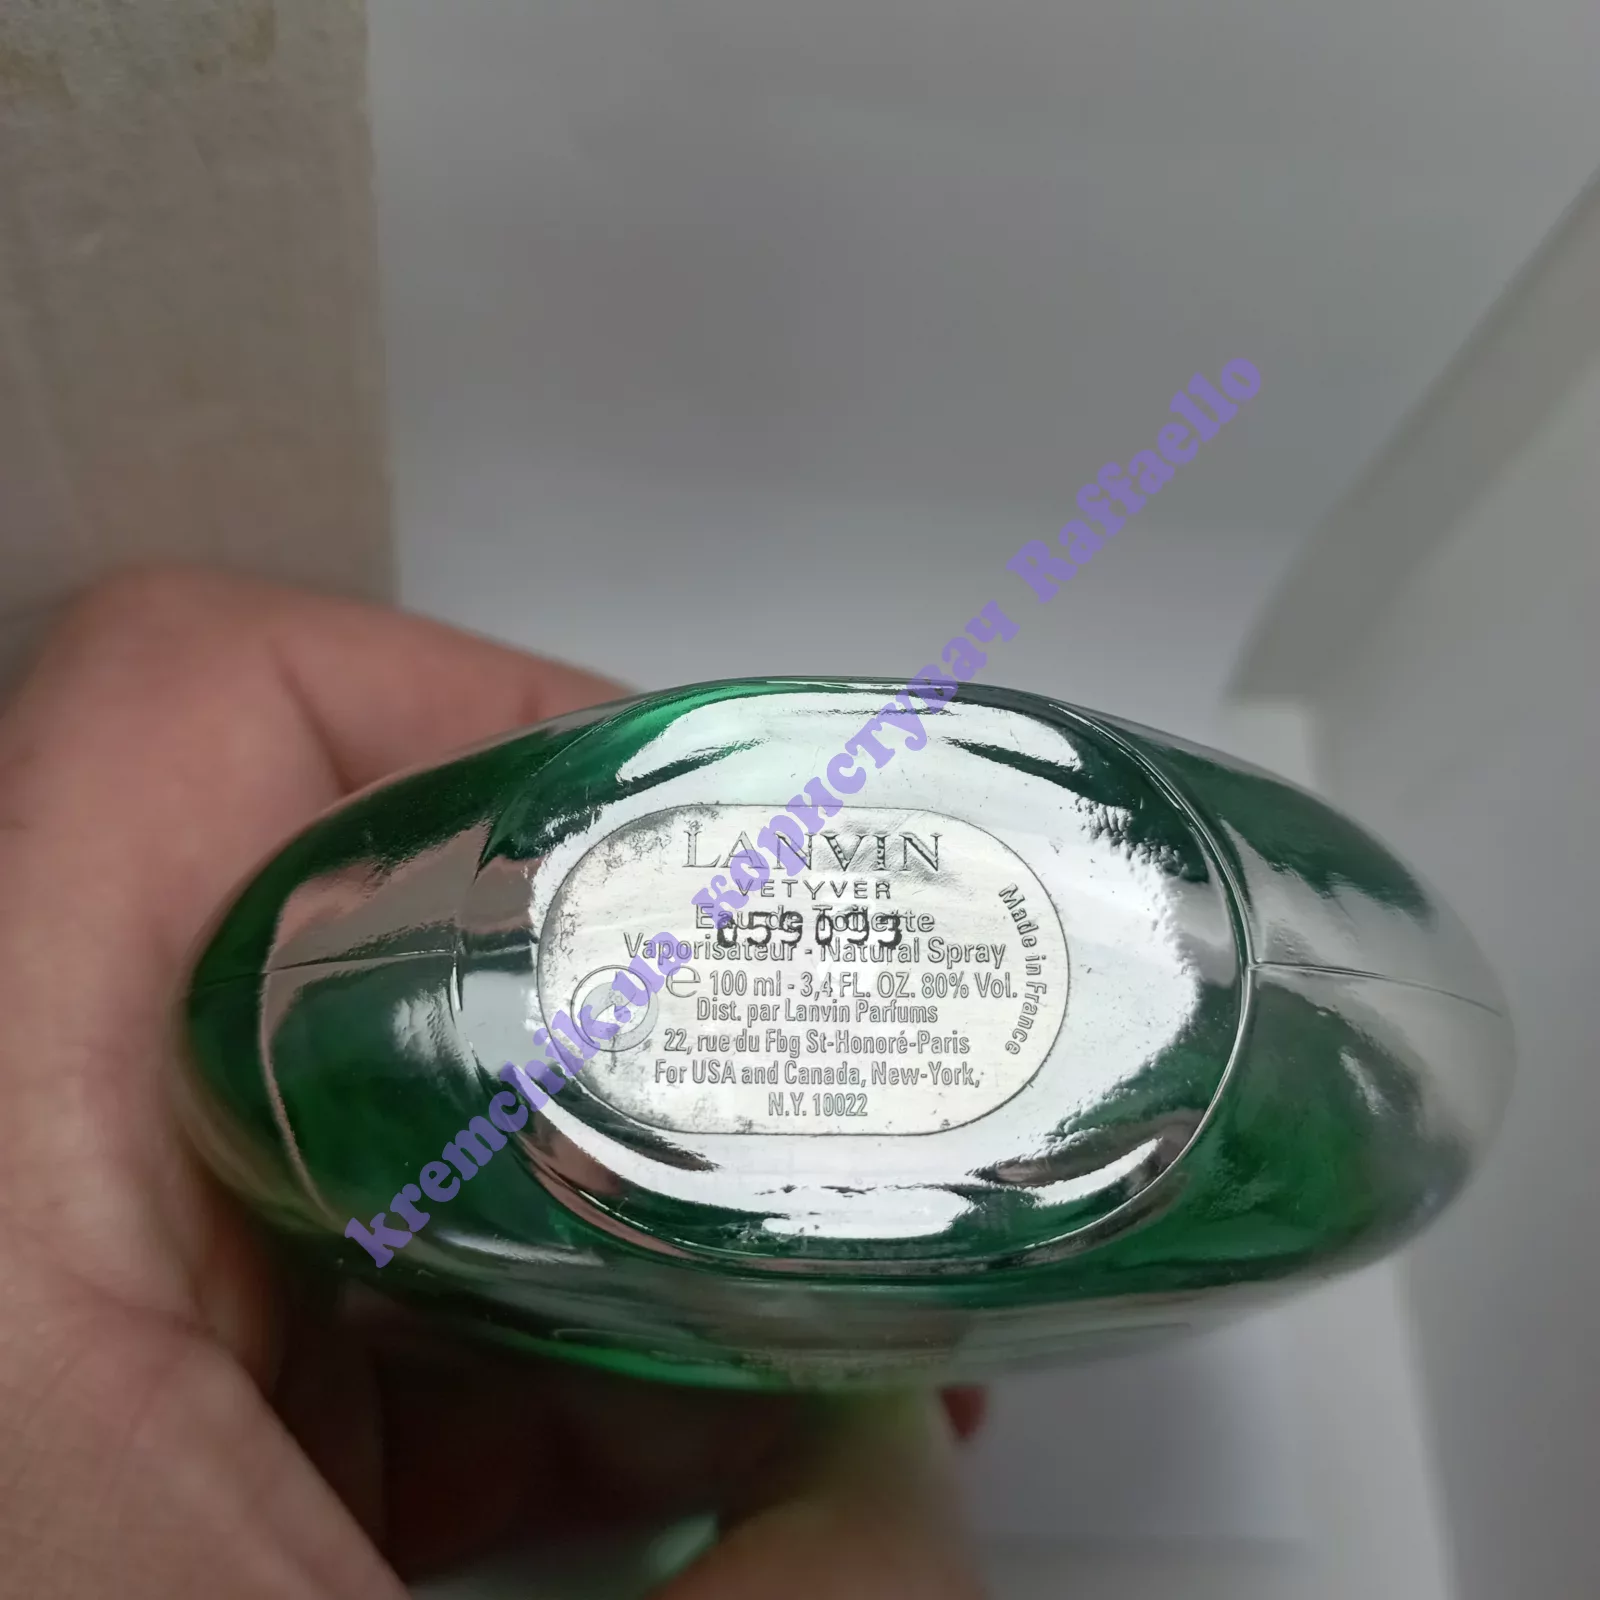 LANVIN
VETYVER
Eau de Toilette
Vaporisateur - Natural Spray
e 100 ml - 3,4 FL. OZ. 80% Vol.
Dist. par Lanvin Parfums
22, rue du Fbg St-Honoré-Paris
For USA and Canada, New-York,
N.Y. 10022
Made in France
kremchik.ua користувач Raffaello